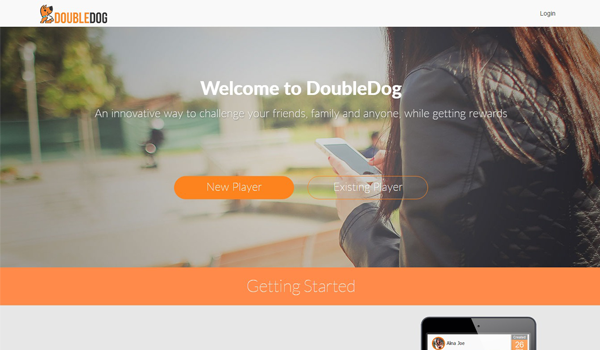 DOUBLEDOG
Login
Welcome to DoubleDog
An innovative way to challenge your friends, family and anyone, while getting rewards
New Player
Existing Player
Getting Started
Alina Joe
26